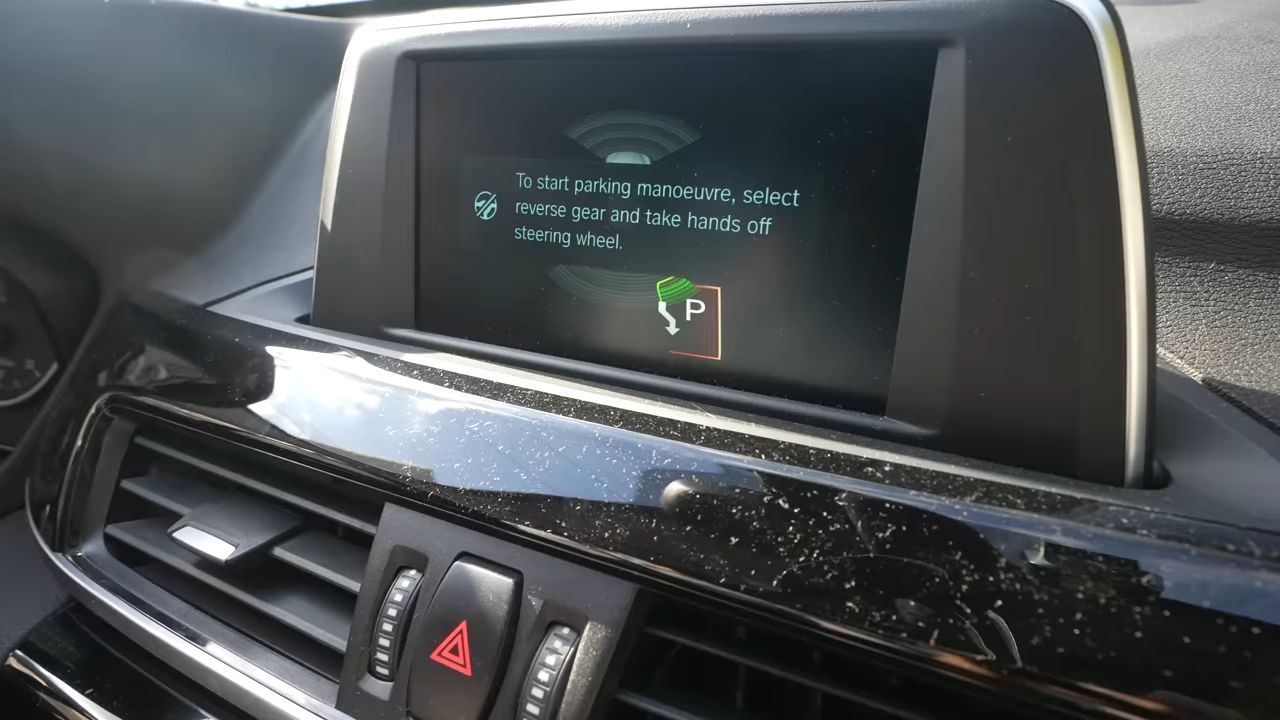 To start parking manoeuvre, select
reverse gear and take hands off
steering wheel.
P